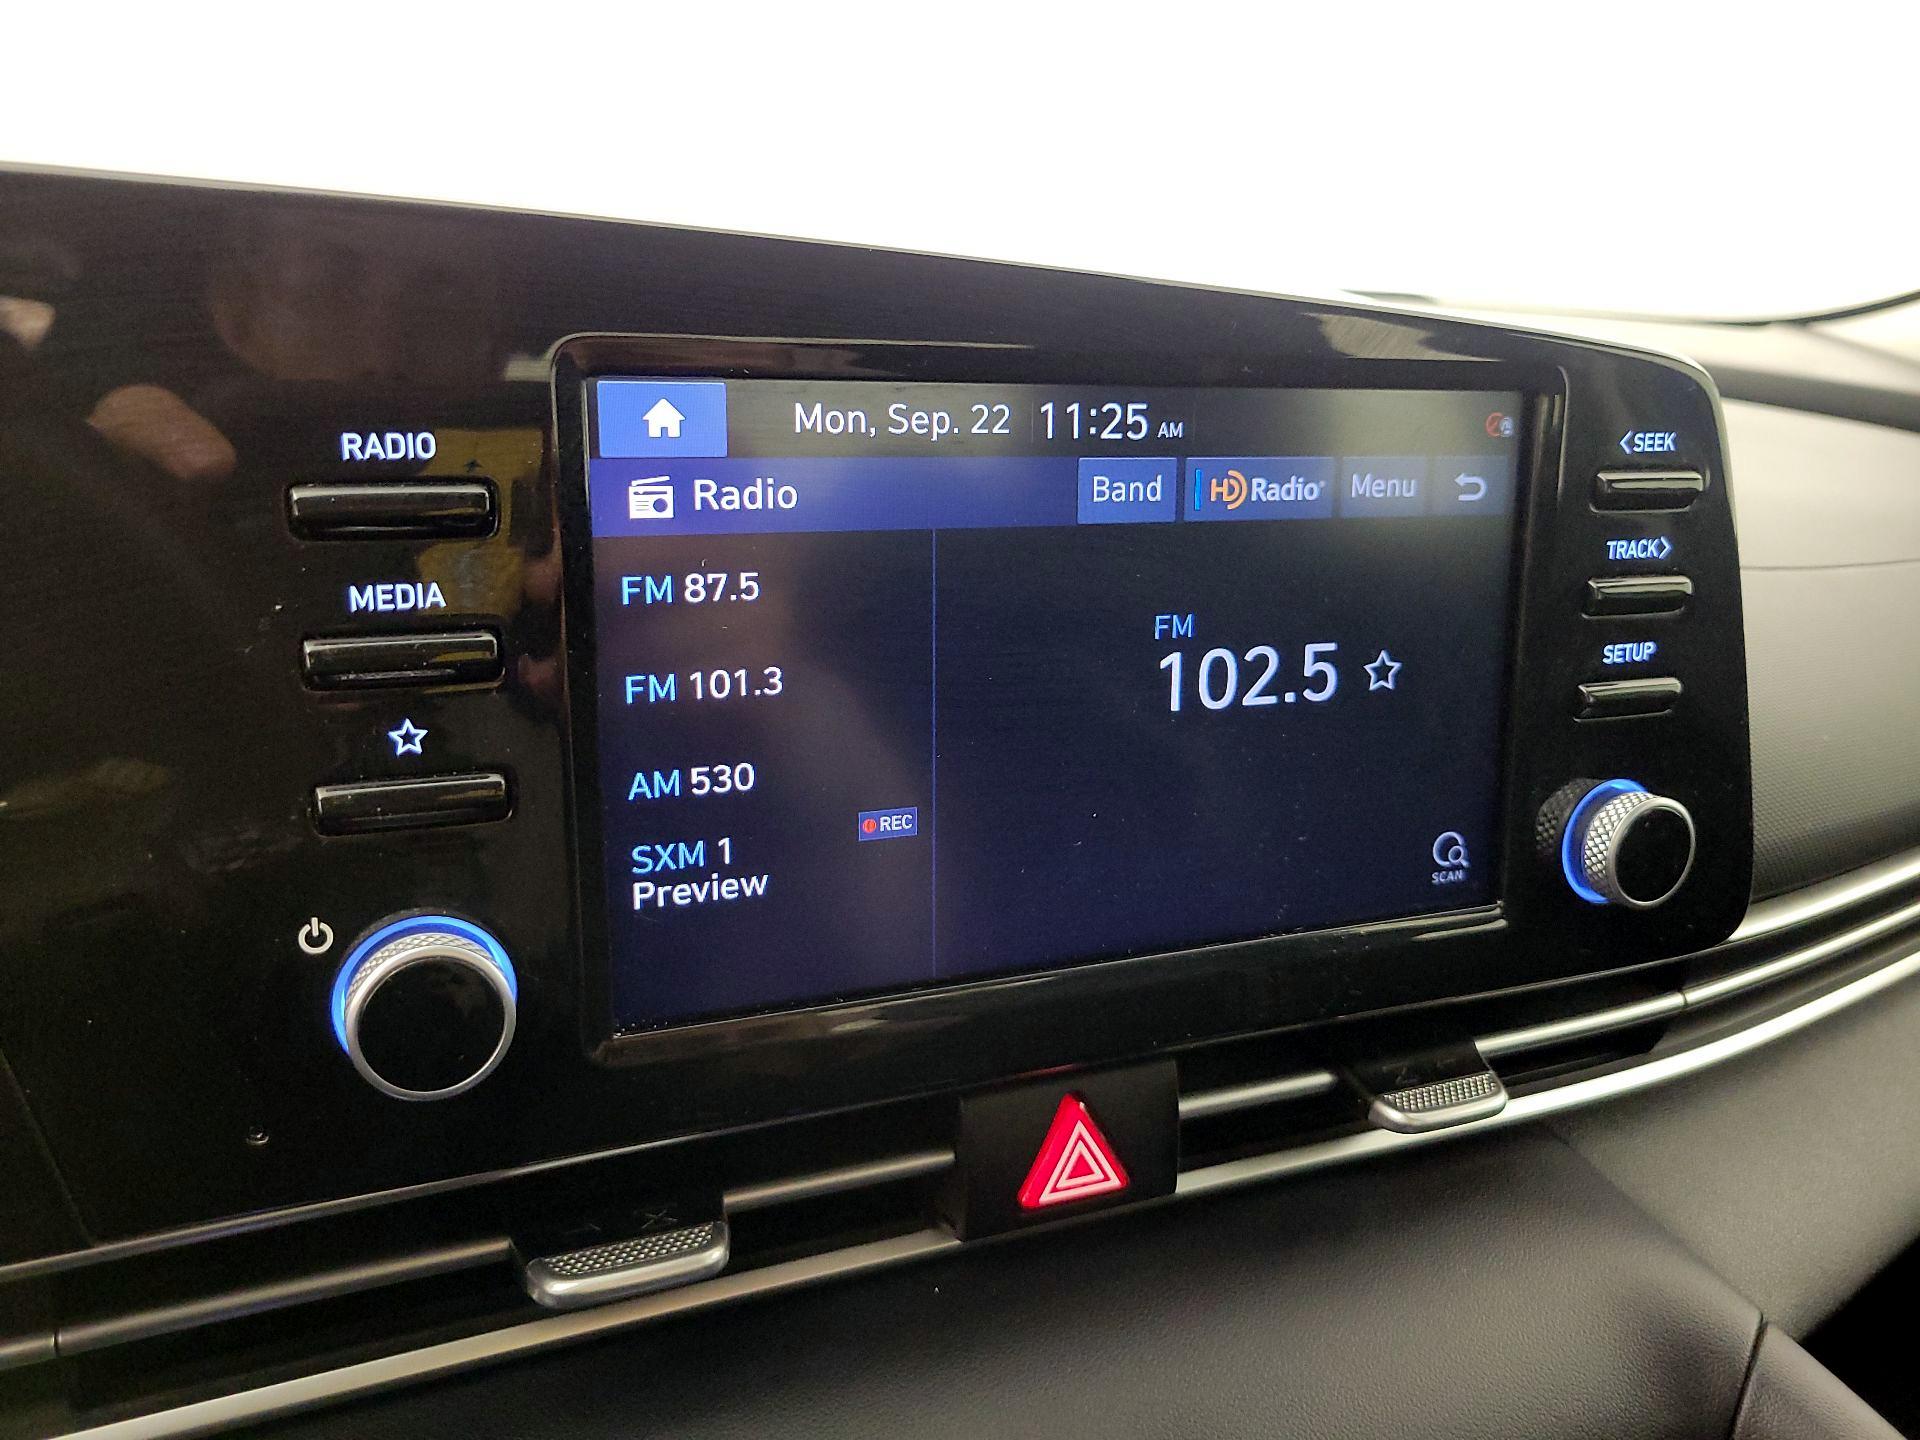 RADIO
MEDIA
Mon, Sep. 22 11:25 AM
Radio
Band
HD Radio
Menu
FM 87.5
FM 101.3
AM 530
REC
SXM 1
Preview
FM
102.5
SCAN
<SEEK
TRACK>
SETUP